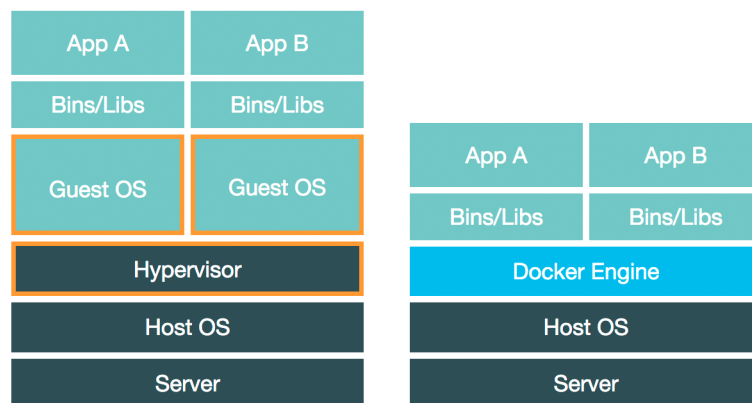 App A
App B
Bins/Libs
Bins/Libs
Guest OS
Guest OS
Hypervisor
Host OS
Server
App A
App B
Bins/Libs
Bins/Libs
Docker Engine
Host OS
Server